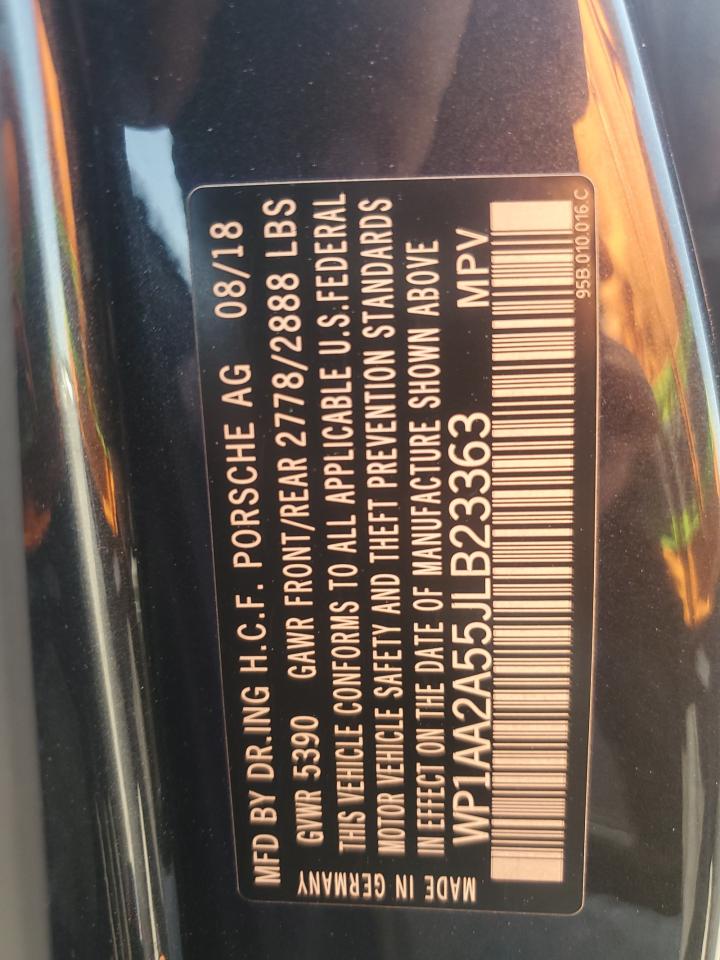 MFD BY DR.ING H.C.F. PORSCHE AG 08/18
GVWR 5390 GAWR FRONT/REAR 2778/2888 LBS
THIS VEHICLE CONFORMS TO ALL APPLICABLE U.S.FEDERAL
MOTOR VEHICLE SAFETY AND THEFT PREVENTION STANDARDS
IN EFFECT ON THE DATE OF MANUFACTURE SHOWN ABOVE
WP1AA2A55JLB23363 MPV
MADE IN GERMANY
95B.010.016.C